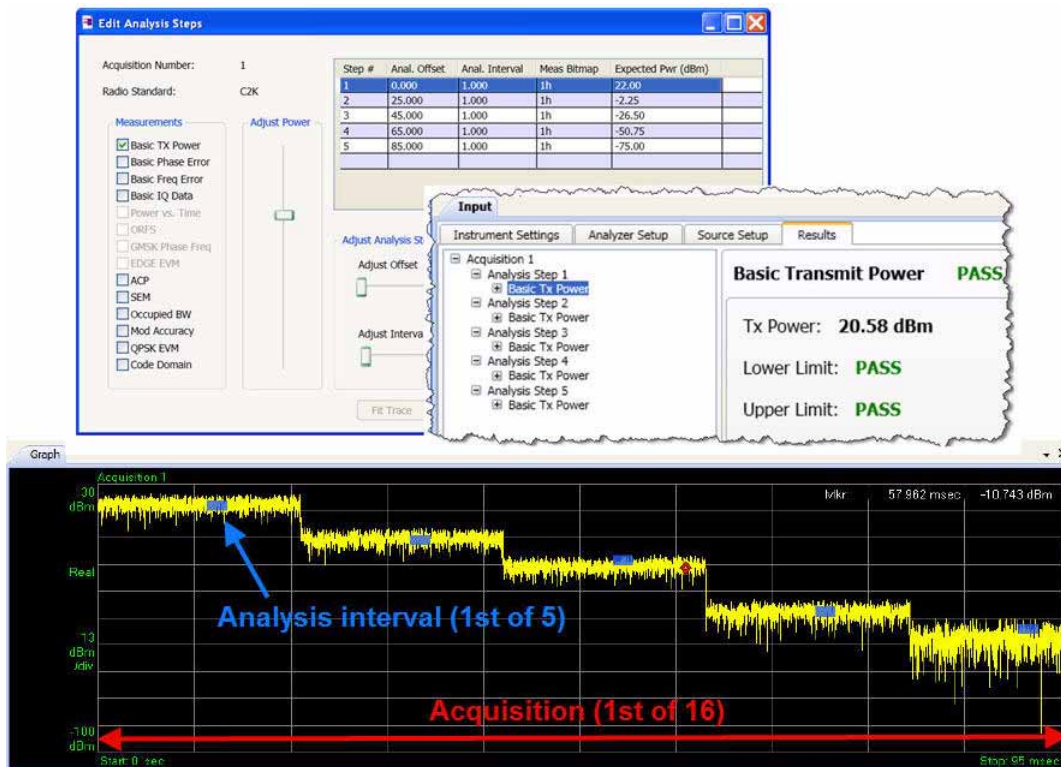 Edit Analysis Steps
Acquisition Number: 1
Radio Standard: C2K
Measurements
Basic TX Power
Basic Phase Error
Basic Freq Error
Basic IQ Data
Power vs. Time
ORFS
GMSK Phase Freq
EDGE EVM
ACP
SEM
Occupied BW
Mod Accuracy
QPSK EVM
Code Domain
Adjust Power
Step # Anal. Offset Anal. Interval Meas Bitmap Expected Pwr (dBm)
1 0.000 1.000 1h 22.00
2 25.000 1.000 1h -2.25
3 45.000 1.000 1h -26.50
4 65.000 1.000 1h -50.75
5 85.000 1.000 1h -75.00
Adjust Analysis St
Adjust Offset
Adjust Interva
Fit Trace
Input
Instrument Settings Analyzer Setup Source Setup Results
Acquisition 1
Analysis Step 1
Basic Tx Power
Analysis Step 2
Basic Tx Power
Analysis Step 3
Basic Tx Power
Analysis Step 4
Basic Tx Power
Analysis Step 5
Basic Tx Power
Basic Transmit Power PASS
Tx Power: 20.58 dBm
Lower Limit: PASS
Upper Limit: PASS
Graph
Acquisition 1
30
dBm
Mkr: 57.962 msec -10.743 dBm
Real
Analysis interval (1st of 5)
13
dBm
/div
Acquisition (1st of 16)
-100
dBm
Start: 0 sec Stop: 95 msec